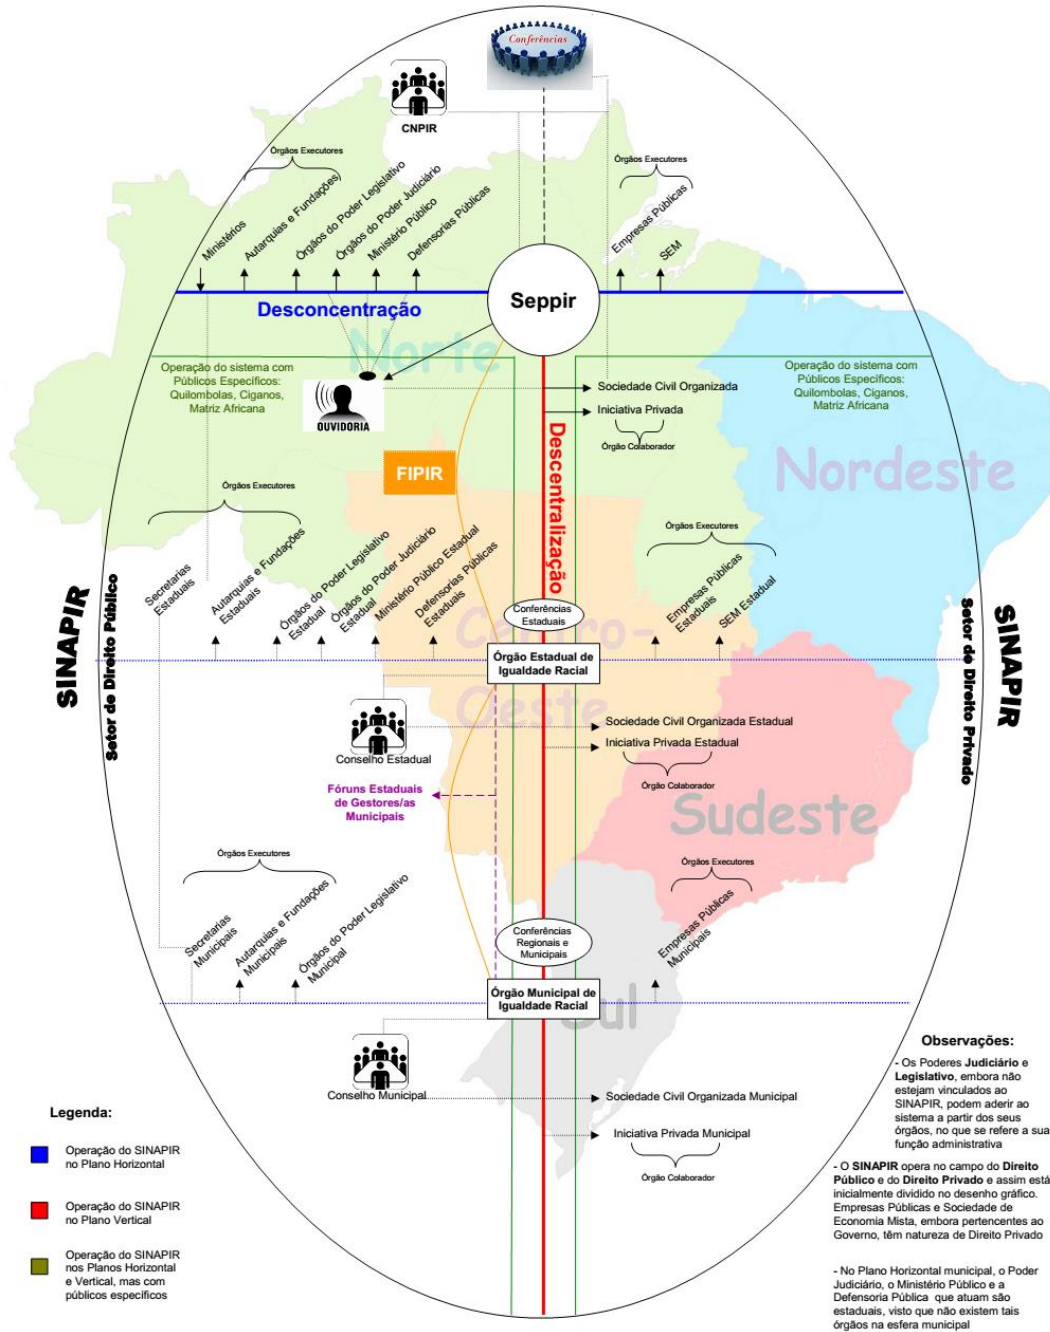 Conferências
CNPIR
Órgãos Executores
Ministérios
Autarquias e Fundações
Órgãos do Poder Legislativo
Órgãos do Poder Judiciário
Ministério Público
Defensorias Públicas
Órgãos Executores
Empresas Públicas
SEM
Desconcentração
Seppir
Norte
Operação do sistema com
Públicos Específicos:
Quilombolas, Ciganos,
Matriz Africana
OUVIDORIA
Sociedade Civil Organizada
Iniciativa Privada
Órgão Colaborador
Operação do sistema com
Públicos Específicos:
Quilombolas, Ciganos,
Matriz Africana
FIPIR
Descentralização
Nordeste
Órgãos Executores
Secretarias
Estaduais
Autarquias e Fundações
Estaduais
Órgãos do Poder Legislativo
Estadual
Órgãos do Poder Judiciário
Estadual
Ministério Público Estadual
Defensorias Públicas
Estaduais
Órgãos Executores
Empresas Públicas
Estaduais
SEM Estadual
SINAPIR
Setor de Direito Público
Setor de Direito Privado
SINAPIR
Conferências
Estaduais
Centro-
Oeste
Órgão Estadual de
Igualdade Racial
Conselho Estadual
Sociedade Civil Organizada Estadual
Iniciativa Privada Estadual
Órgão Colaborador
Fóruns Estaduais
de Gestores/as
Municipais
Sudeste
Órgãos Executores
Secretarias
Municipais
Autarquias e Fundações
Municipais
Órgãos do Poder Legislativo
Municipal
Órgãos Executores
Empresas Públicas
Municipais
Conferências
Regionais e
Municipais
Órgão Municipal de
Igualdade Racial
Sul
Conselho Municipal
Sociedade Civil Organizada Municipal
Iniciativa Privada Municipal
Órgão Colaborador
Legenda:
Operação do SINAPIR
no Plano Horizontal
Operação do SINAPIR
no Plano Vertical
Operação do SINAPIR
nos Planos Horizontal
e Vertical, mas com
públicos específicos
Observações:
- Os Poderes Judiciário e
Legislativo, embora não
estejam vinculados ao
SINAPIR, podem aderir ao
sistema a partir dos seus
órgãos, no que se refere a sua
função administrativa
- O SINAPIR opera no campo do Direito
Público e do Direito Privado e assim está
inicialmente dividido no desenho gráfico.
Empresas Públicas e Sociedade de
Economia Mista, embora pertencentes ao
Governo, têm natureza de Direito Privado
- No Plano Horizontal municipal, o Poder
Judiciário, o Ministério Público e a
Defensoria Pública que atuam são
estaduais, visto que não existem tais
órgãos na esfera municipal